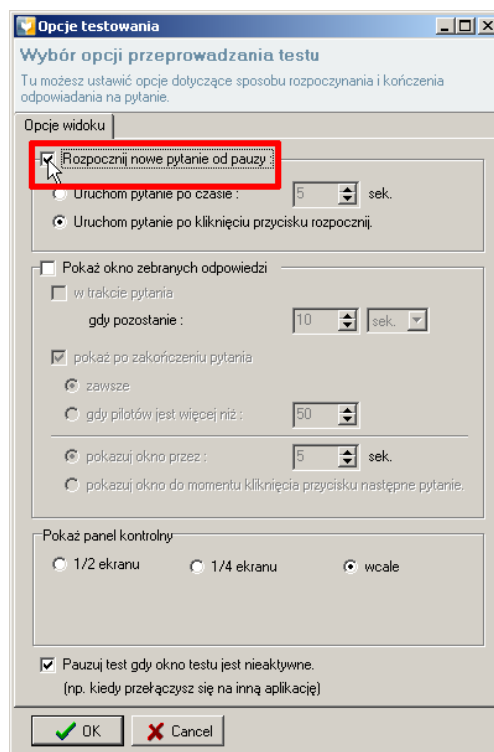 Opcje testowania
Wybór opcji przeprowadzania testu
Tu możesz ustawić opcje dotyczące sposobu rozpoczynania i kończenia
odpowiadania na pytanie.
Opcje widoku
Rozpocznij nowe pytanie od pauzy :
Uruchom pytanie po czasie : 5 sek.
Uruchom pytanie po kliknięciu przycisku rozpocznij.
Pokaż okno zebranych odpowiedzi
w trakcie pytania
gdy pozostanie : 10 sek.
pokaż po zakończeniu pytania
zawsze
gdy pilotów jest więcej niż : 50
pokazuj okno przez : 5 sek.
pokazuj okno do momentu kliknięcia przycisku następne pytanie.
Pokaż panel kontrolny
1/2 ekranu 1/4 ekranu wcale
Pauzuj test gdy okno testu jest nieaktywne.
(np. kiedy przełączysz się na inną aplikację)
OK Cancel